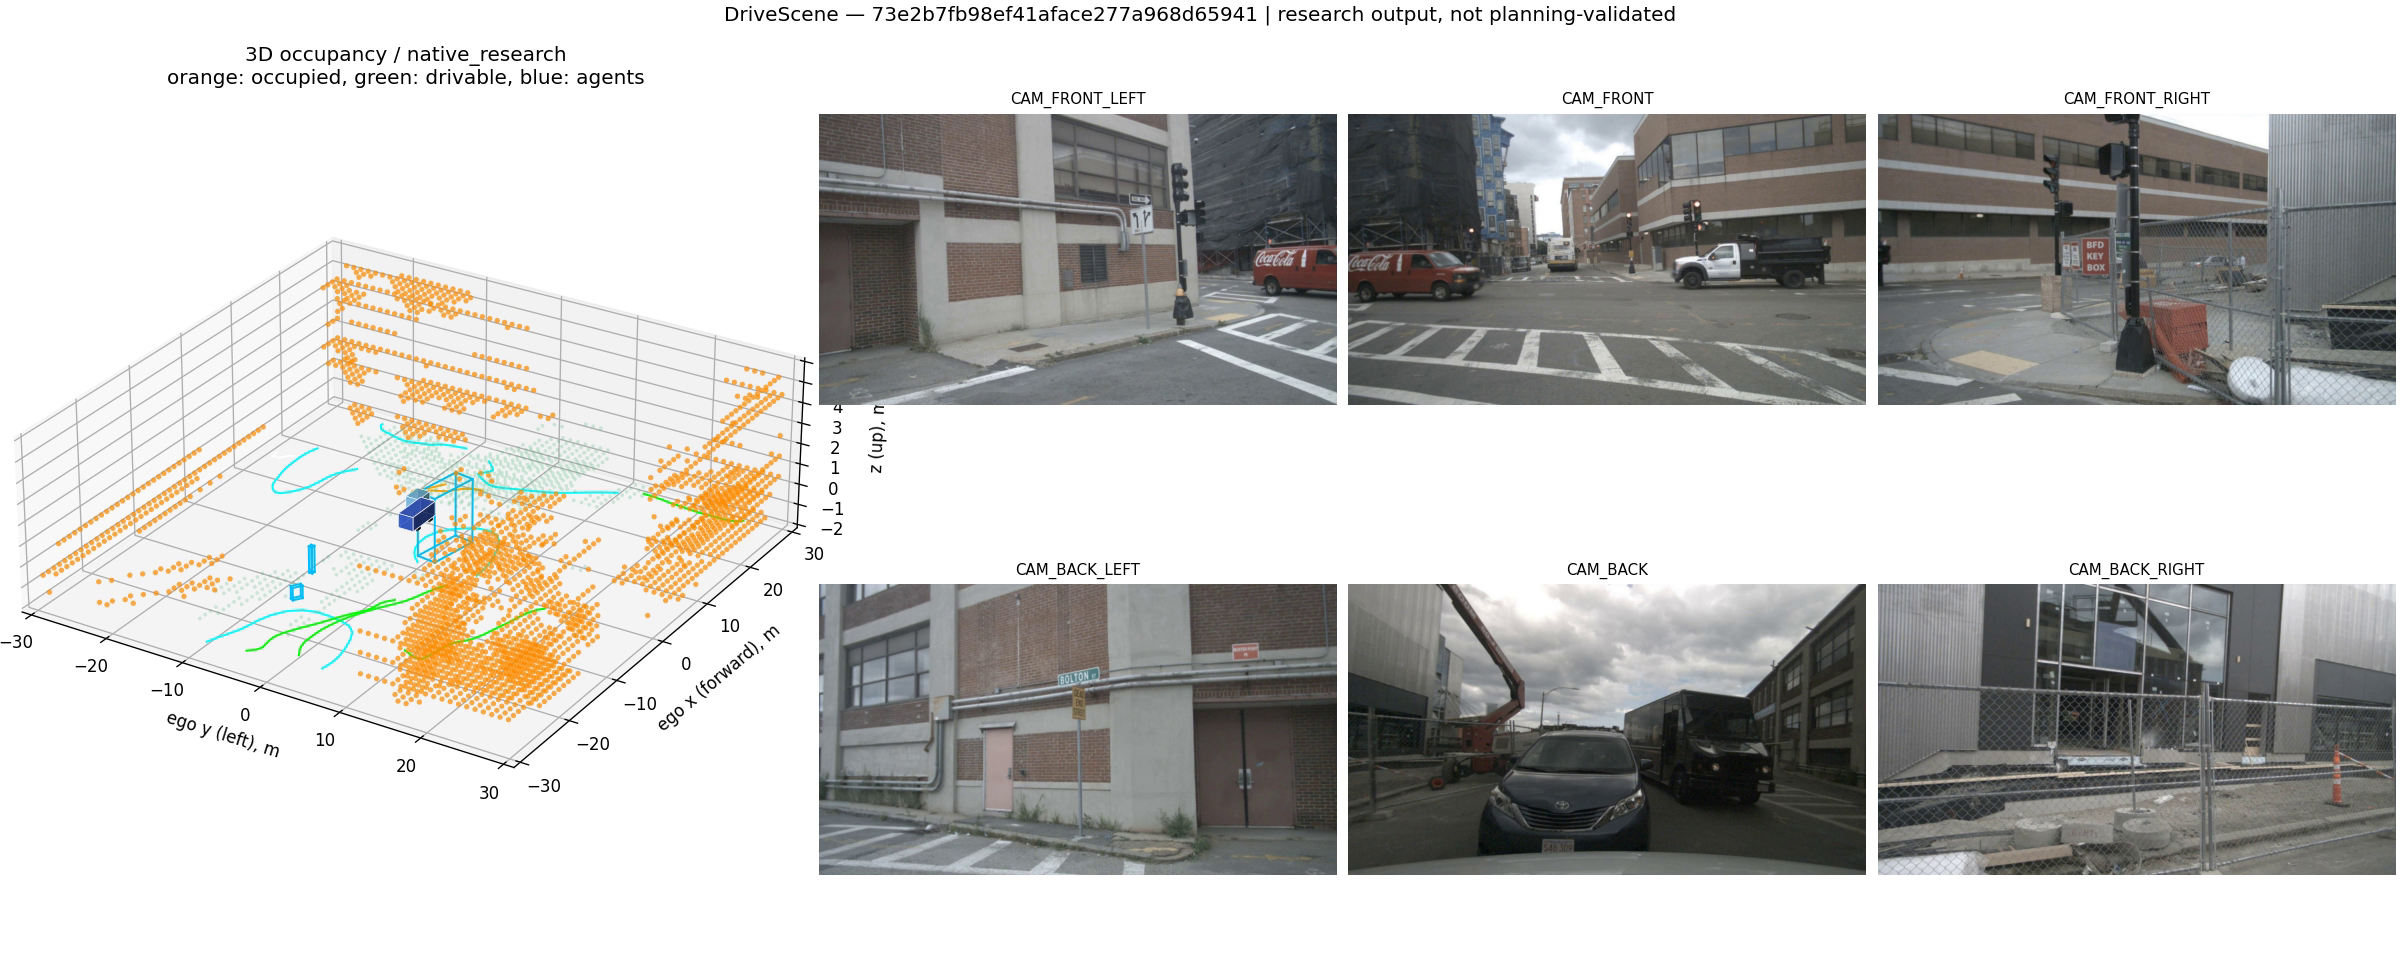 DriveScene — 73e2b7fb98ef41aface277a968d65941 | research output, not planning-validated
3D occupancy / native_research
orange: occupied, green: drivable, blue: agents
4
3
2
1
0
−1
−2
z (up), m
30
20
10
0
−10
−20
−30
ego x (forward), m
−30
−20
−10
0
10
20
30
ego y (left), m
CAM_FRONT_LEFT
Coca-Cola
CAM_FRONT
Coca-Cola
CAM_FRONT_RIGHT
BFD
KEY
BOX
CAM_BACK_LEFT
BOLTON ST
CAM_BACK
CAM_BACK_RIGHT